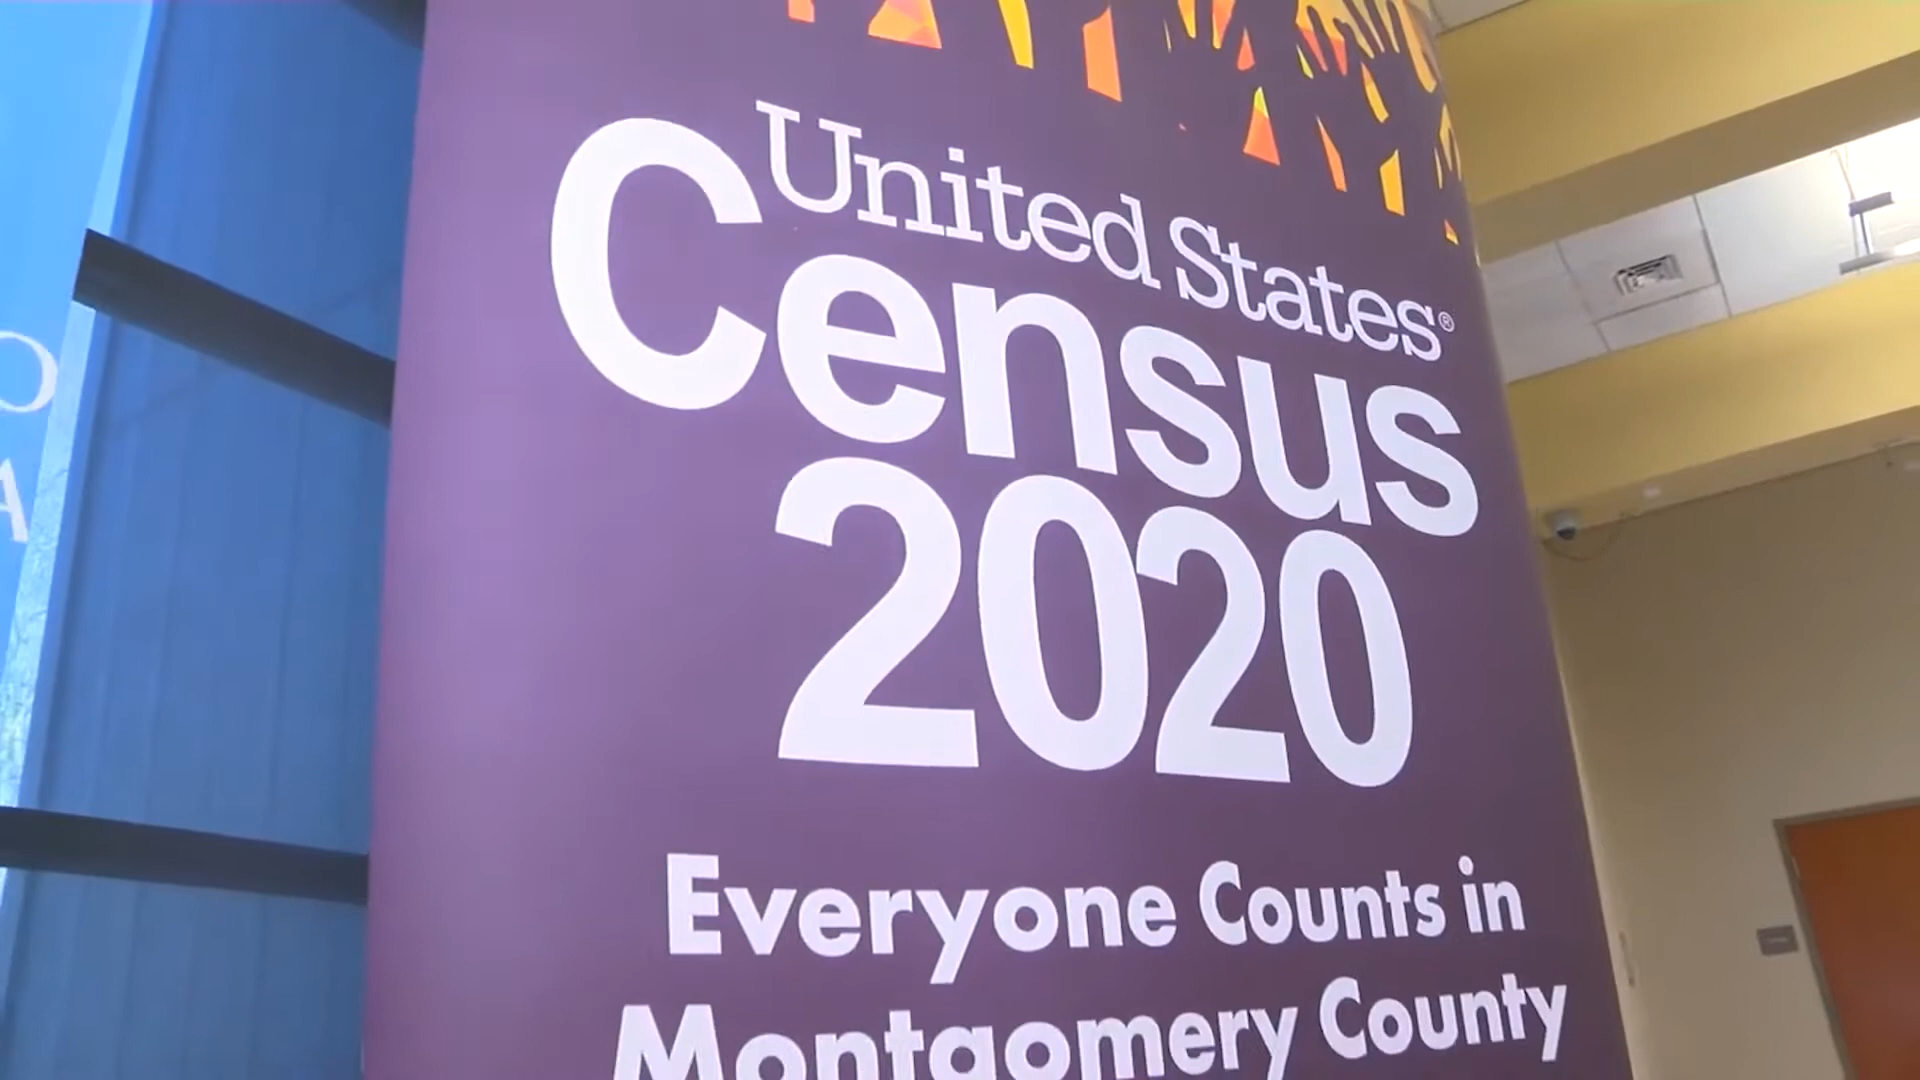 United States®
Census
2020
Everyone Counts in
Montgomery County